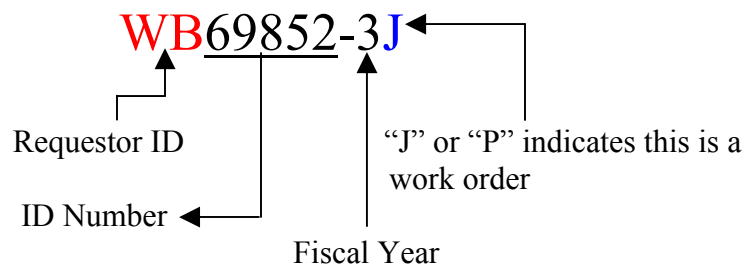 WB69852-3J
Requestor ID
“J” or “P” indicates this is a
work order
ID Number
Fiscal Year